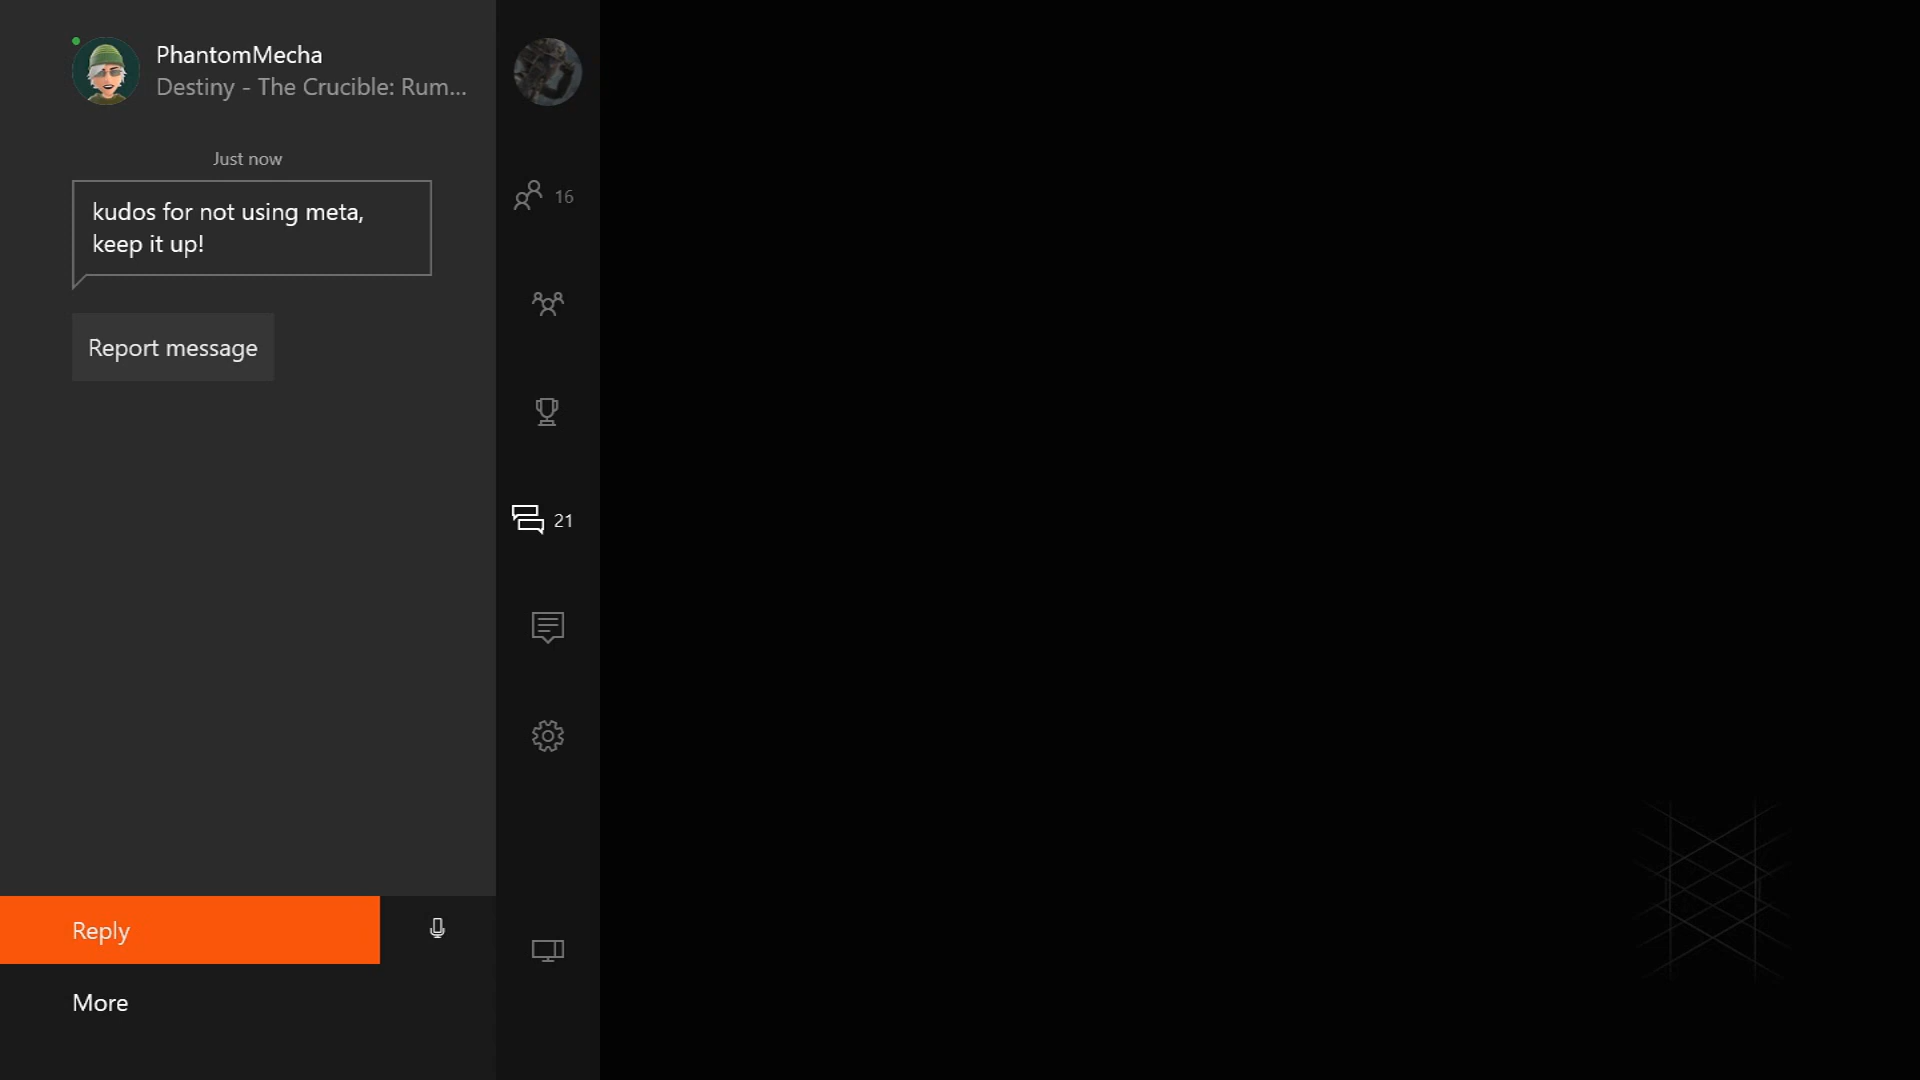 PhantomMecha
Destiny - The Crucible: Rum...
Just now
kudos for not using meta,
keep it up!
Report message
Reply
More
16
21